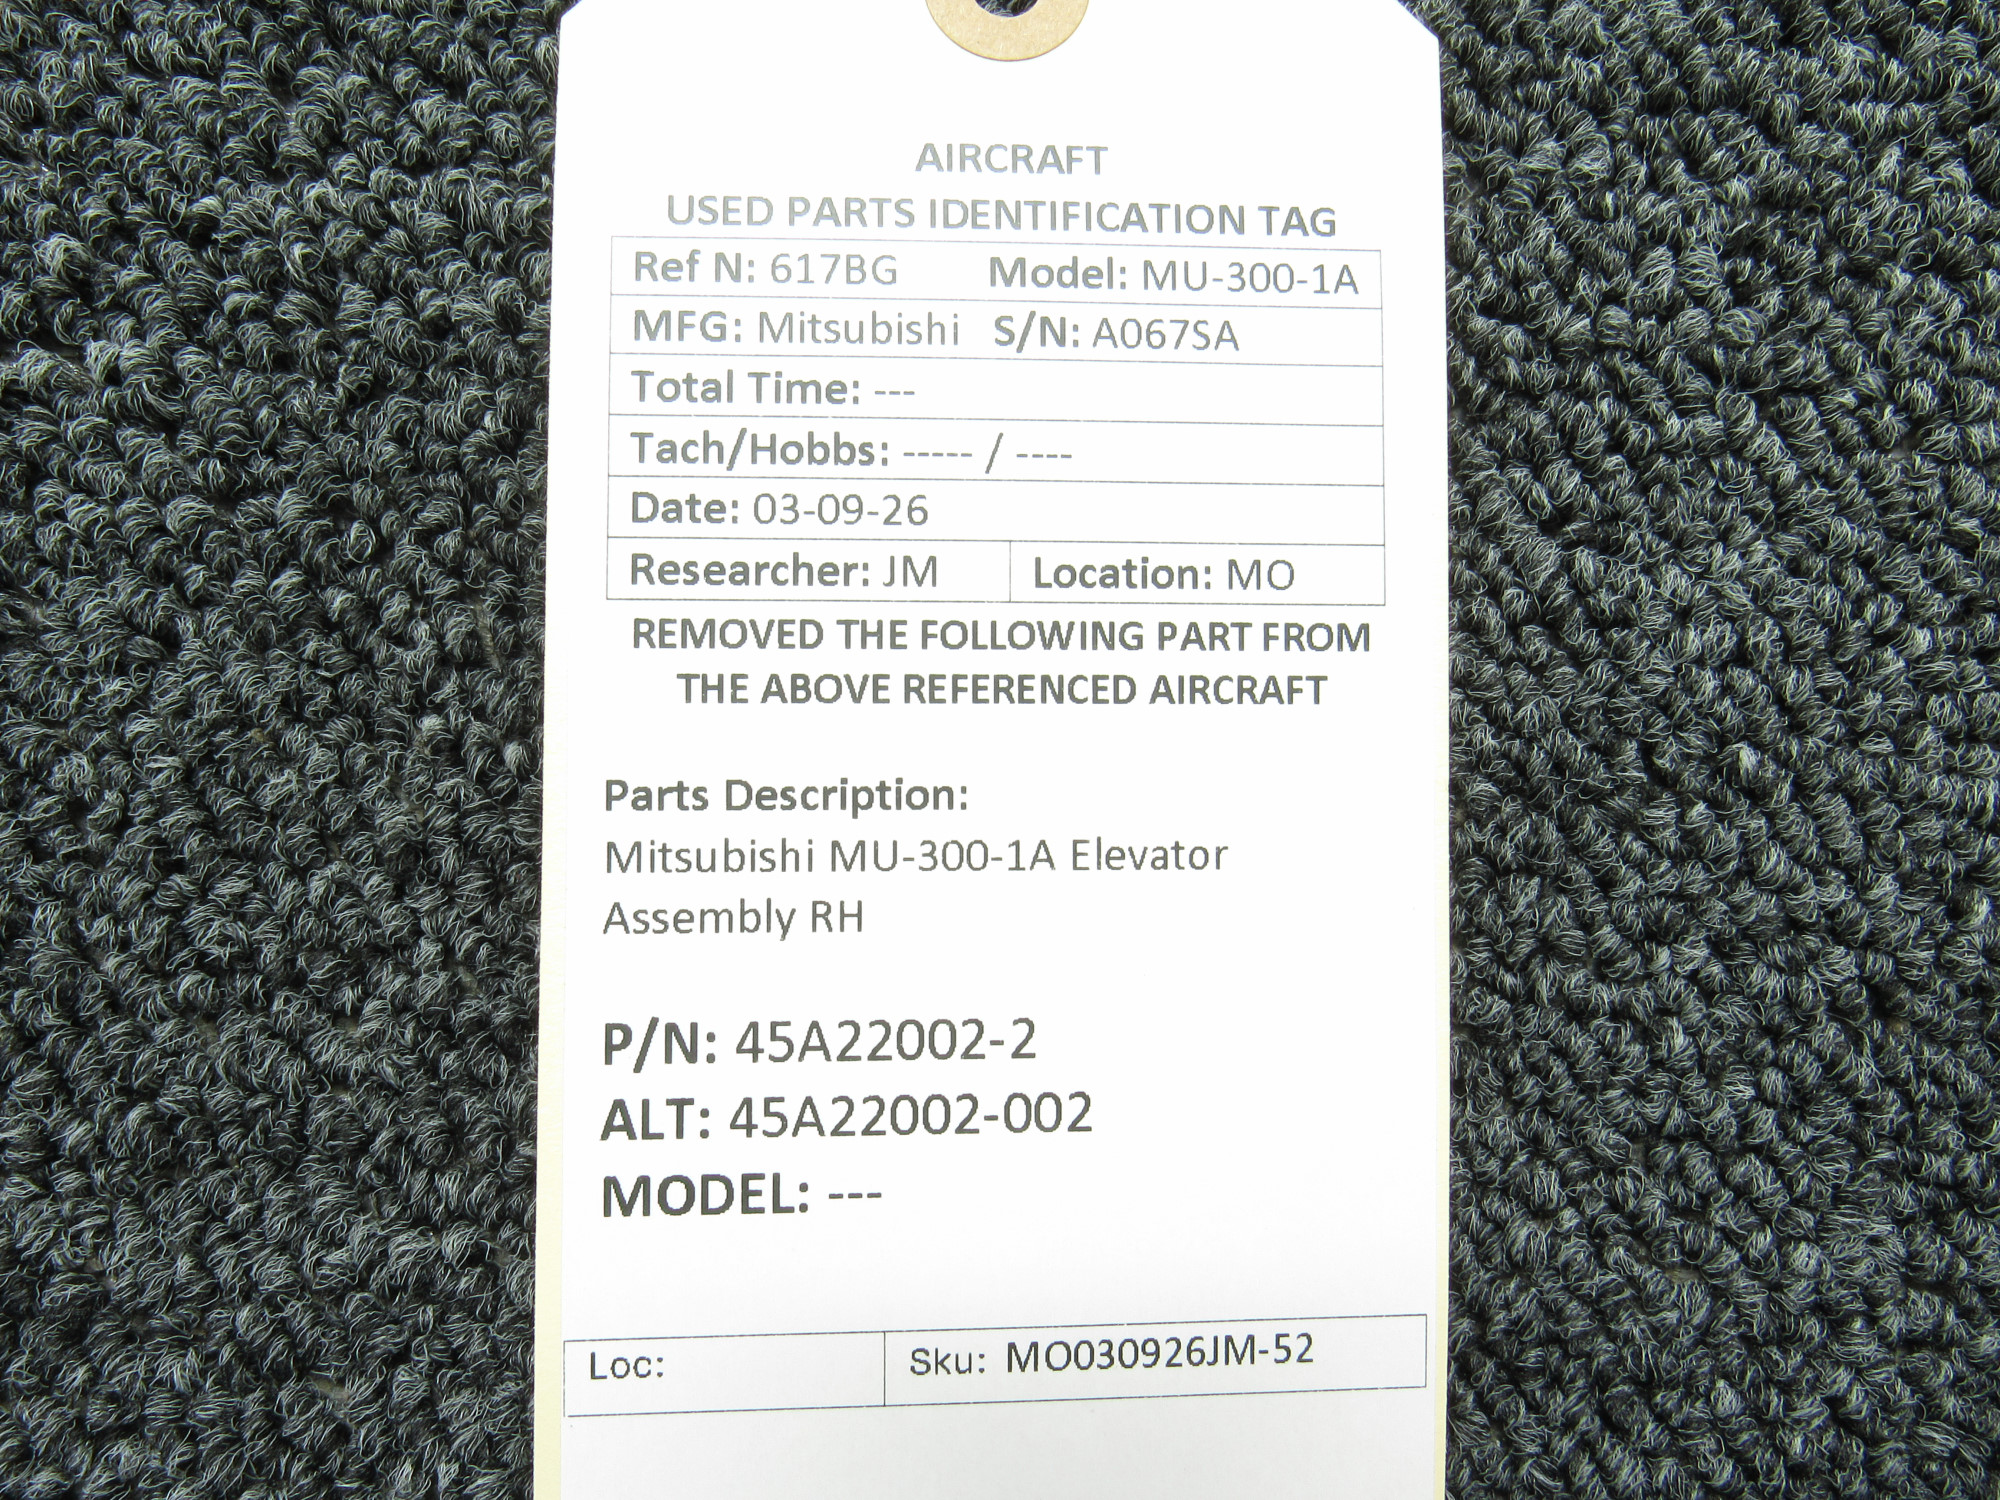 AIRCRAFT
USED PARTS IDENTIFICATION TAG
Ref N: 617BG Model: MU-300-1A
MFG: Mitsubishi S/N: A067SA
Total Time: ---
Tach/Hobbs: ----- / ----
Date: 03-09-26
Researcher: JM Location: MO
REMOVED THE FOLLOWING PART FROM
THE ABOVE REFERENCED AIRCRAFT
Parts Description:
Mitsubishi MU-300-1A Elevator
Assembly RH
P/N: 45A22002-2
ALT: 45A22002-002
MODEL: ---
Loc: Sku: MO030926JM-52